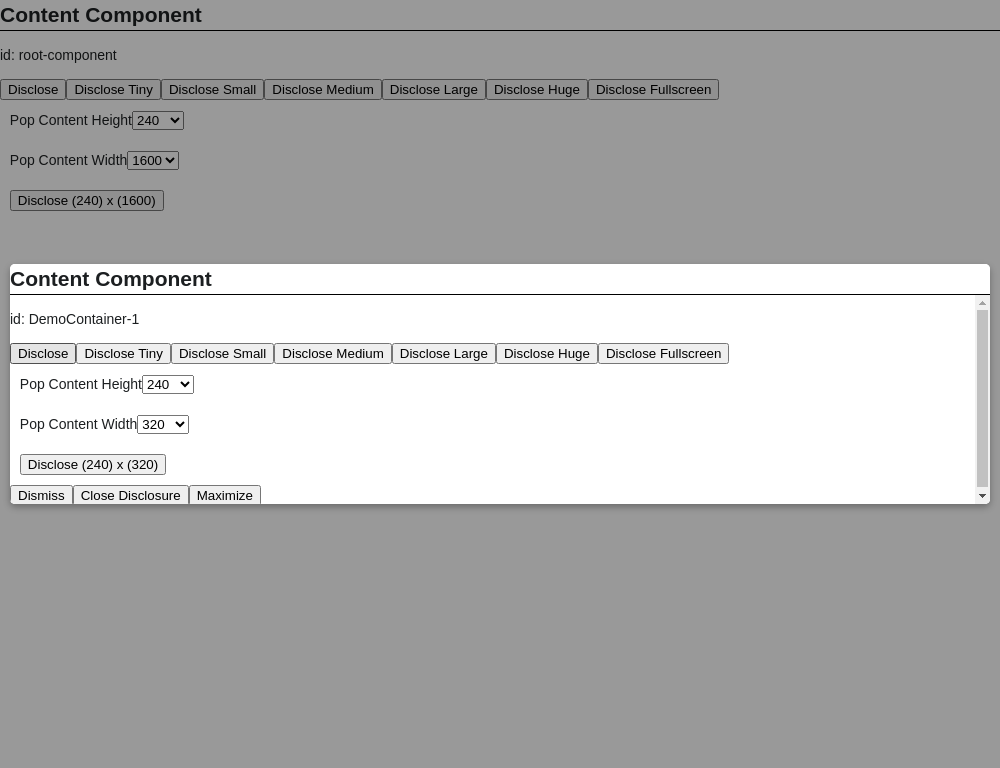 Content Component
id: root-component
Disclose Disclose Tiny Disclose Small Disclose Medium Disclose Large Disclose Huge Disclose Fullscreen
Pop Content Height 240
Pop Content Width 1600
Disclose (240) x (1600)
Content Component
id: DemoContainer-1
Disclose Disclose Tiny Disclose Small Disclose Medium Disclose Large Disclose Huge Disclose Fullscreen
Pop Content Height 240
Pop Content Width 320
Disclose (240) x (320)
Dismiss Close Disclosure Maximize